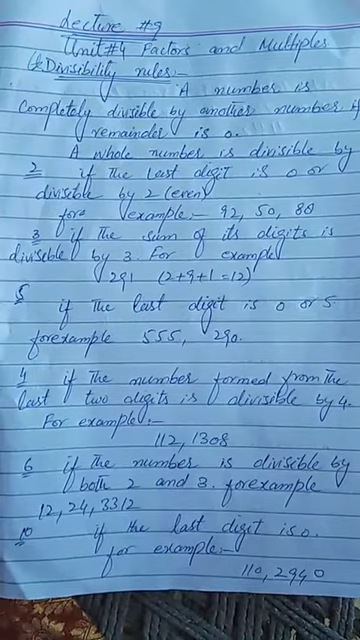 Lecture #9
Unit#4 Factors and Multiples
Divisibility rules:-
A number is
completely divisible by another number if
remainder is 0.
A whole number is divisible by
2 if the last digit is 0 or
divisible by 2 (even)
for example:- 92, 50, 88
3 if the sum of its digits is
divisible by 3. For example
291 (2+9+1=12)
5
if the last digit is 0 or 5
forexample 555, 290.
4 if The number formed from The
last two digits is divisible by 4.
For example:-
112, 1308
6 if the number is divisible by
both 2 and 3. forexample
12, 24, 3312
10 if the last digit is 0.
for example:-
110, 2940